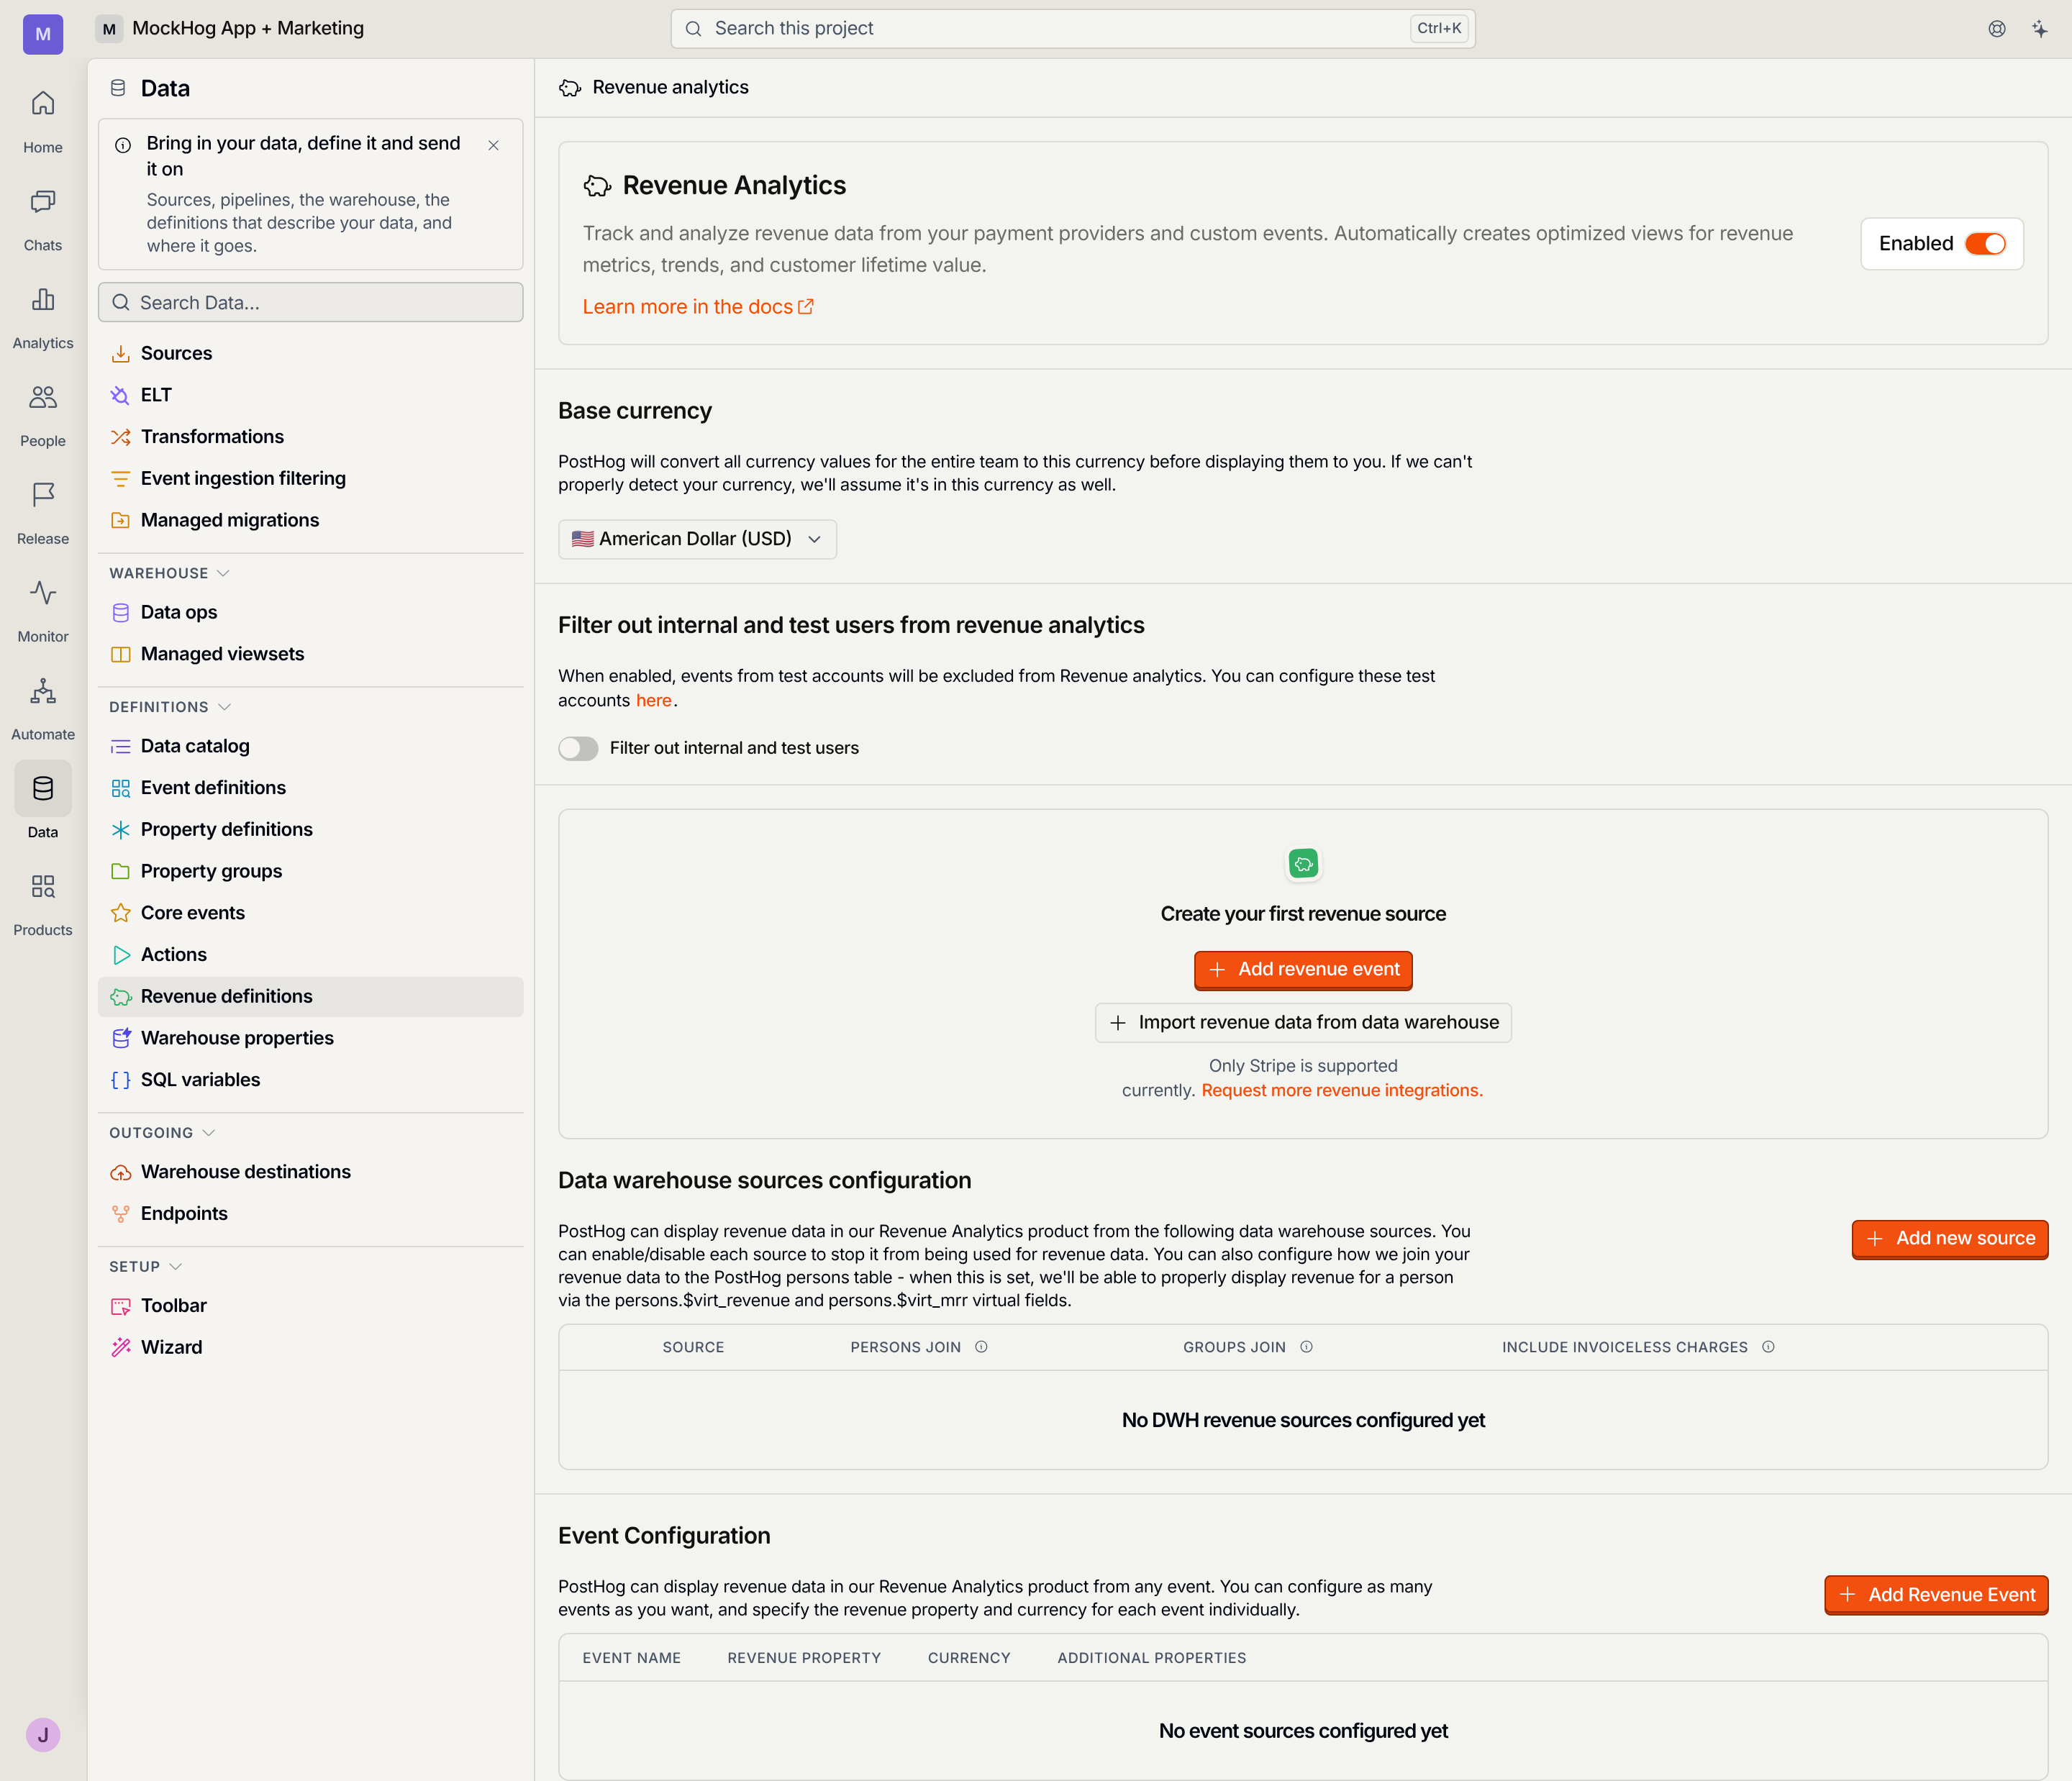 M
M MockHog App + Marketing
Search this project
Ctrl+K
Home
Chats
Analytics
People
Release
Monitor
Automate
Data
Products
J
Data
Bring in your data, define it and send
it on
Sources, pipelines, the warehouse, the
definitions that describe your data, and
where it goes.
Search Data...
Sources
ELT
Transformations
Event ingestion filtering
Managed migrations
WAREHOUSE
Data ops
Managed viewsets
DEFINITIONS
Data catalog
Event definitions
Property definitions
Property groups
Core events
Actions
Revenue definitions
Warehouse properties
SQL variables
OUTGOING
Warehouse destinations
Endpoints
SETUP
Toolbar
Wizard
Revenue analytics
Revenue Analytics
Track and analyze revenue data from your payment providers and custom events. Automatically creates optimized views for revenue
metrics, trends, and customer lifetime value.
Learn more in the docs
Enabled
Base currency
PostHog will convert all currency values for the entire team to this currency before displaying them to you. If we can't
properly detect your currency, we'll assume it's in this currency as well.
🇺🇸 American Dollar (USD)
Filter out internal and test users from revenue analytics
When enabled, events from test accounts will be excluded from Revenue analytics. You can configure these test
accounts here.
Filter out internal and test users
Create your first revenue source
Add revenue event
Import revenue data from data warehouse
Only Stripe is supported
currently. Request more revenue integrations.
Data warehouse sources configuration
PostHog can display revenue data in our Revenue Analytics product from the following data warehouse sources. You
can enable/disable each source to stop it from being used for revenue data. You can also configure how we join your
revenue data to the PostHog persons table - when this is set, we'll be able to properly display revenue for a person
via the persons.$virt_revenue and persons.$virt_mrr virtual fields.
Add new source
SOURCE PERSONS JOIN GROUPS JOIN INCLUDE INVOICELESS CHARGES
No DWH revenue sources configured yet
Event Configuration
PostHog can display revenue data in our Revenue Analytics product from any event. You can configure as many
events as you want, and specify the revenue property and currency for each event individually.
Add Revenue Event
EVENT NAME REVENUE PROPERTY CURRENCY ADDITIONAL PROPERTIES
No event sources configured yet